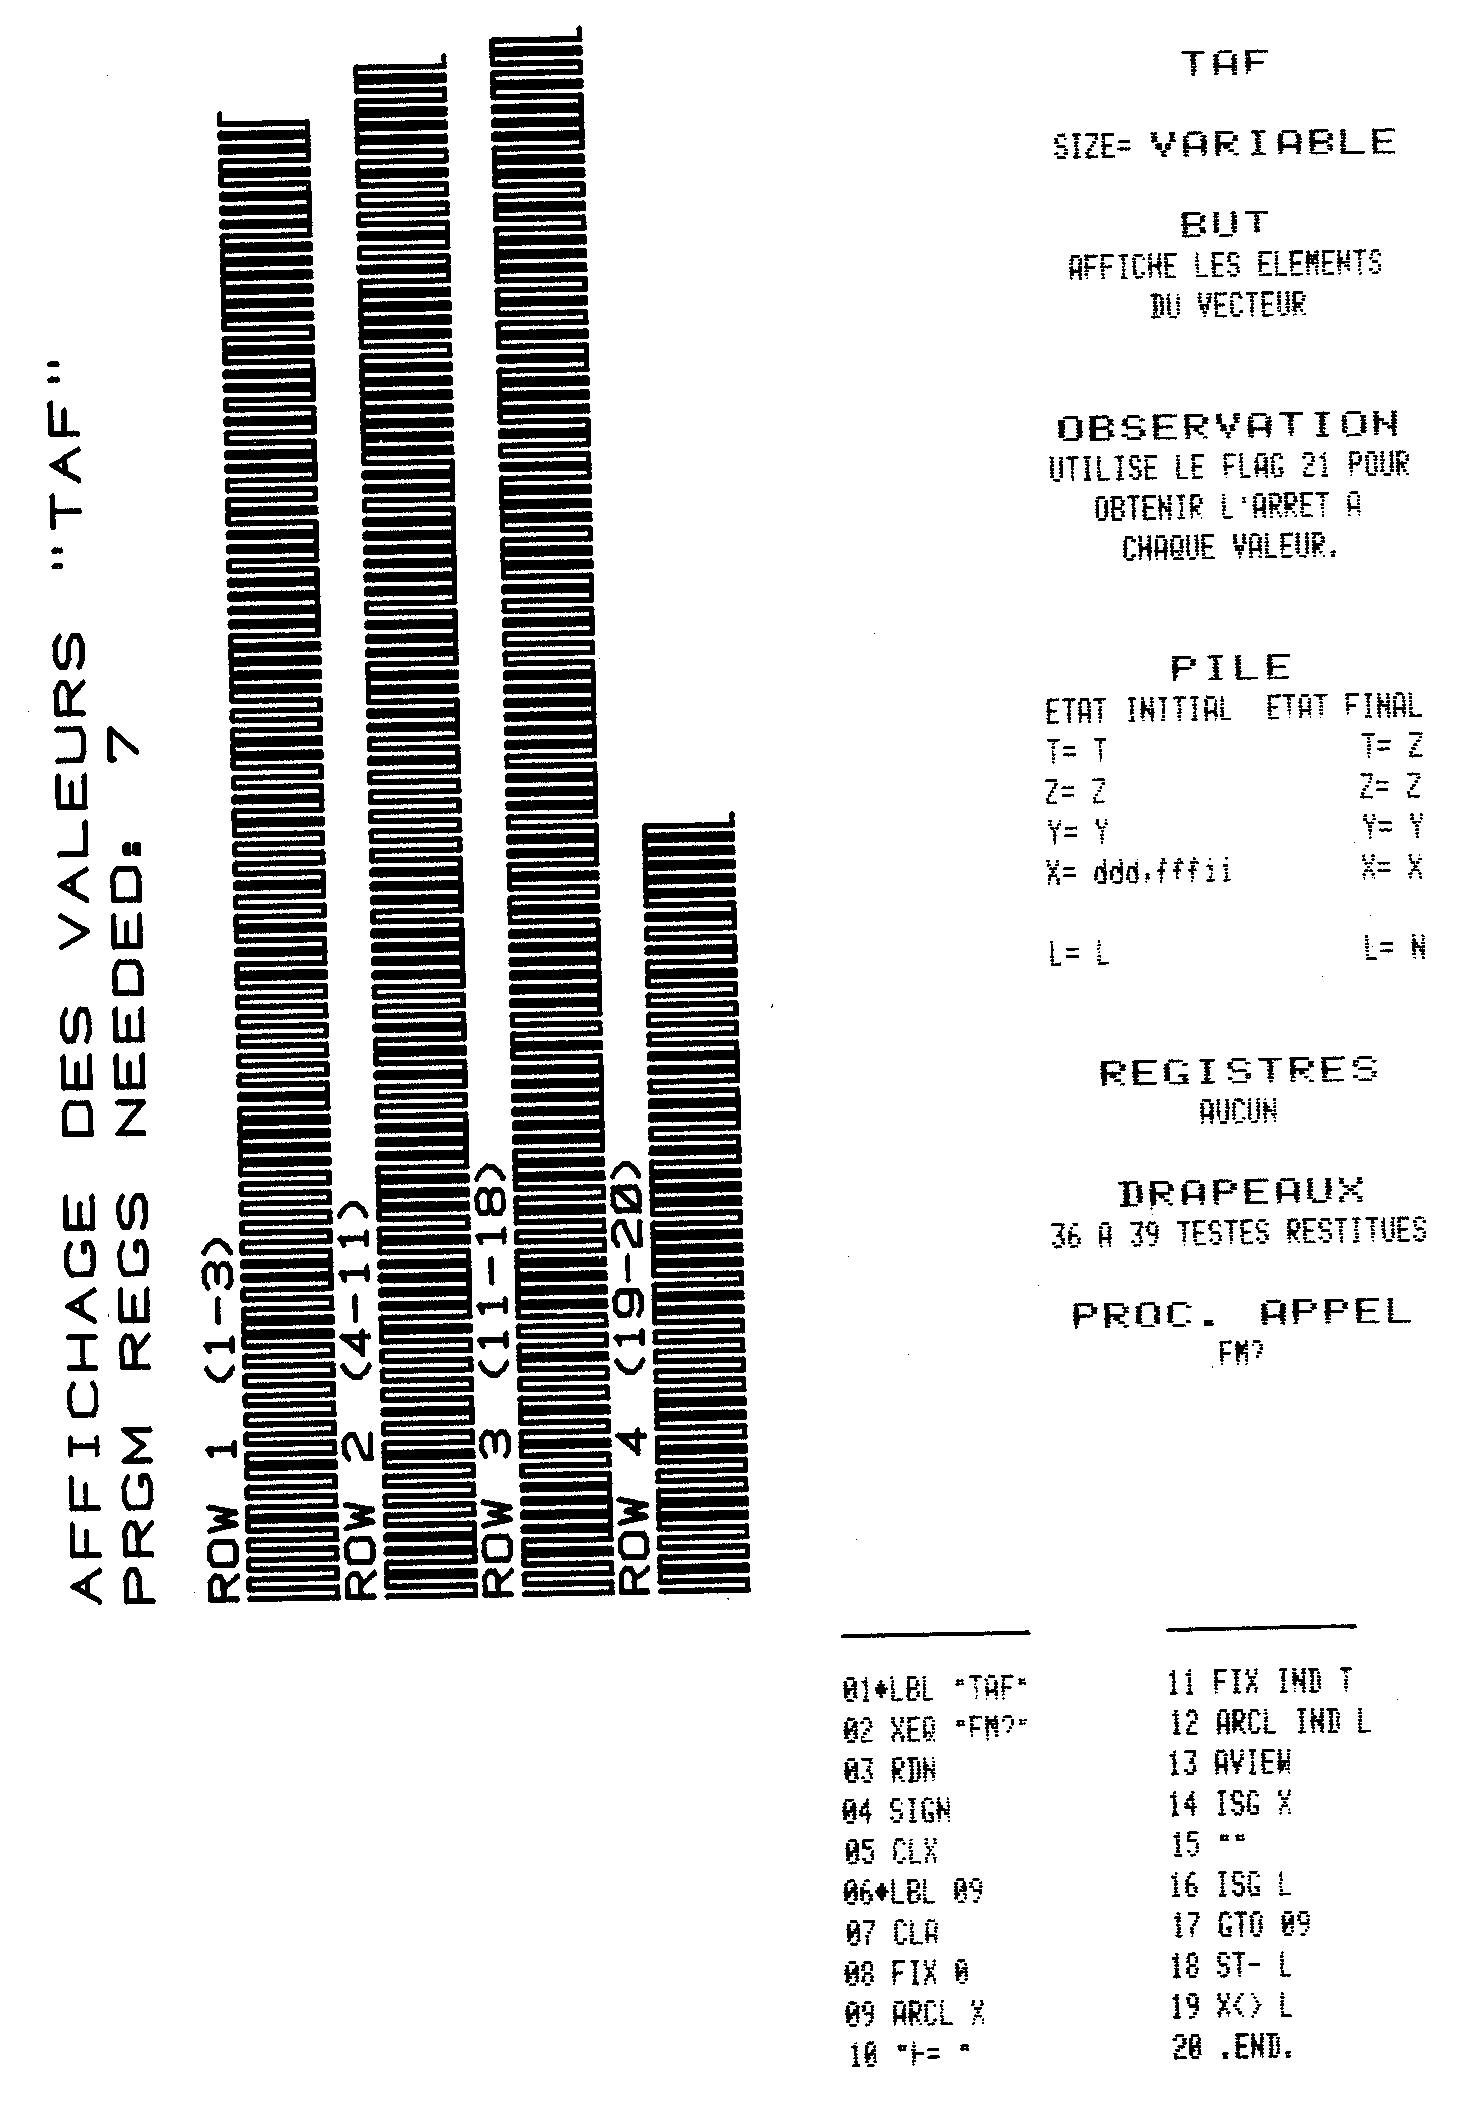 AFFICHAGE DES VALEURS "TAF"
PRGM REGS NEEDED: 7
ROW 1 (1-3)
ROW 2 (4-11)
ROW 3 (11-18)
ROW 4 (19-20)
TAF
SIZE= VARIABLE
BUT
AFFICHE LES ELEMENTS
DU VECTEUR
OBSERVATION
UTILISE LE FLAG 21 POUR
OBTENIR L'ARRET A
CHAQUE VALEUR.
PILE
ETAT INITIAL ETAT FINAL
T= T T= Z
Z= Z Z= Z
Y= Y Y= Y
X= ddd,fffii X= X
L= L L= N
REGISTRES
AUCUN
DRAPEAUX
36 A 39 TESTES RESTITUES
PROC. APPEL
FM?
01♦LBL "TAF"
02 XEQ "FM?"
03 RDN
04 SIGN
05 CLX
06♦LBL 09
07 CLA
08 FIX 0
09 ARCL X
10 "⊦= "
11 FIX IND T
12 ARCL IND L
13 AVIEW
14 ISG X
15 ""
16 ISG L
17 GTO 09
18 ST- L
19 X<> L
20 .END.